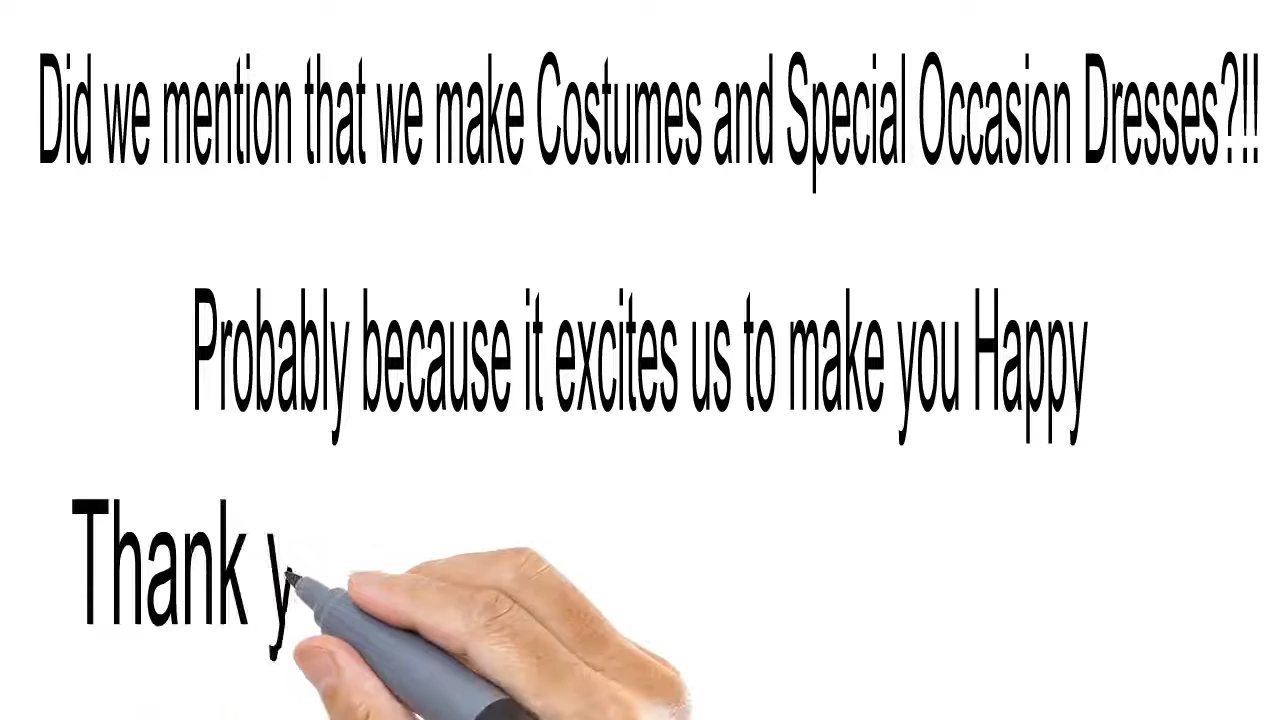 Did we mention that we make Costumes and Special Occasion Dresses?!!
Probably because it excites us to make you Happy
Thank y